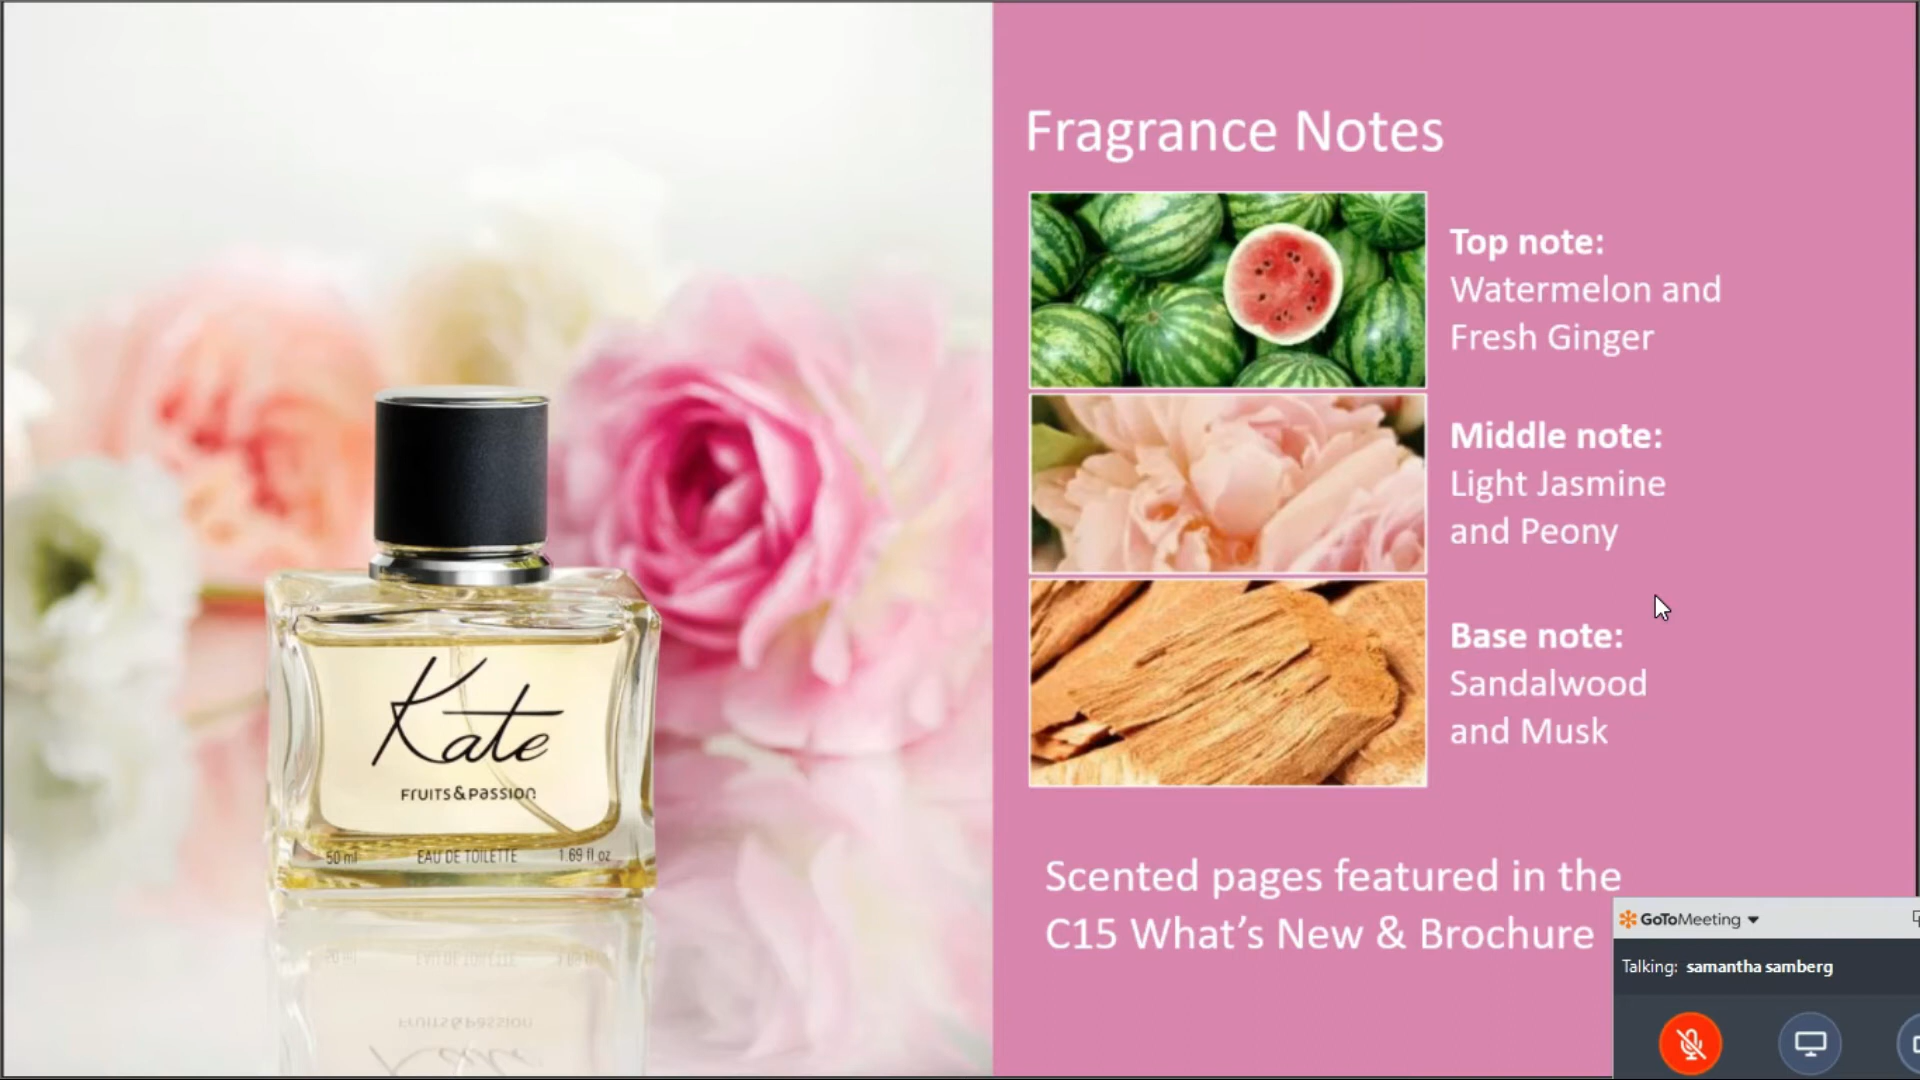 Kate
FRUITS & PASSION
50 ml EAU DE TOILETTE 1.69 fl oz
Fragrance Notes
Top note:
Watermelon and
Fresh Ginger
Middle note:
Light Jasmine
and Peony
Base note:
Sandalwood
and Musk
Scented pages featured in the
C15 What’s New & Brochure
GoToMeeting
Talking: samantha samberg